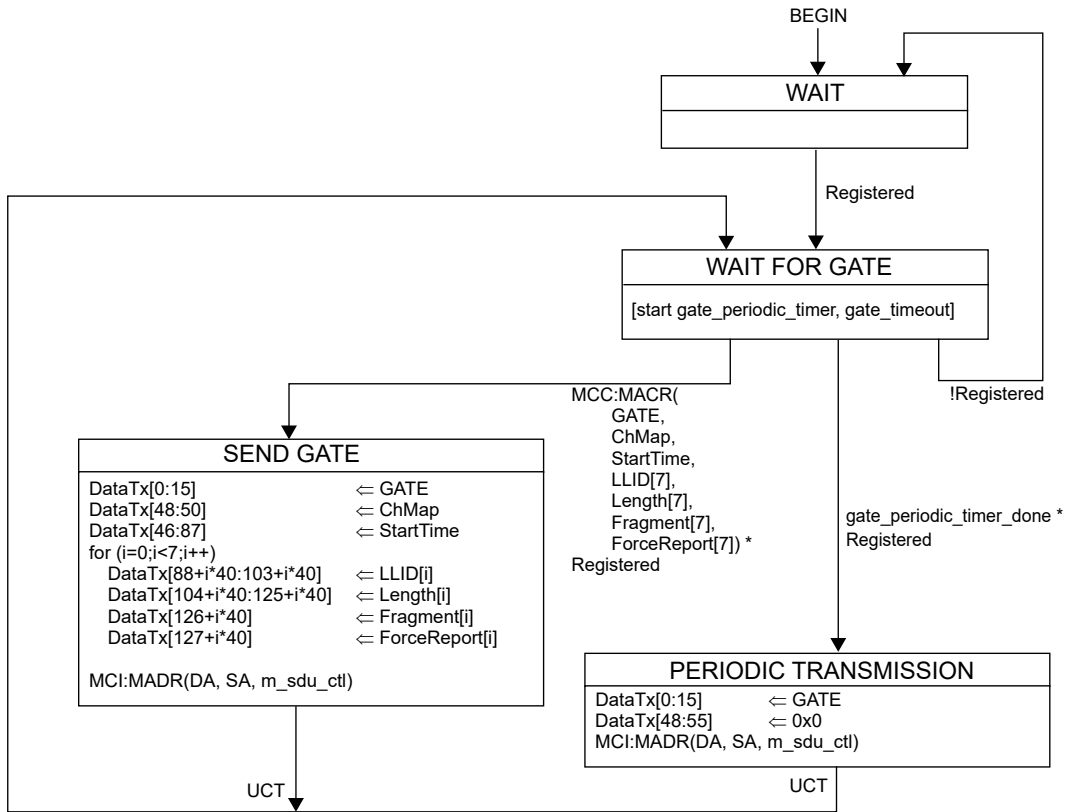 BEGIN
WAIT
Registered
WAIT FOR GATE
[start gate_periodic_timer, gate_timeout]
MCC:MACR(
GATE,
ChMap,
StartTime,
LLID[7],
Length[7],
Fragment[7],
ForceReport[7]) *
Registered
!Registered
gate_periodic_timer_done *
Registered
SEND GATE
DataTx[0:15] ⇐ GATE
DataTx[48:50] ⇐ ChMap
DataTx[46:87] ⇐ StartTime
for (i=0;i<7;i++)
DataTx[88+i*40:103+i*40] ⇐ LLID[i]
DataTx[104+i*40:125+i*40] ⇐ Length[i]
DataTx[126+i*40] ⇐ Fragment[i]
DataTx[127+i*40] ⇐ ForceReport[i]
MCI:MADR(DA, SA, m_sdu_ctl)
UCT
PERIODIC TRANSMISSION
DataTx[0:15] ⇐ GATE
DataTx[48:55] ⇐ 0x0
MCI:MADR(DA, SA, m_sdu_ctl)
UCT